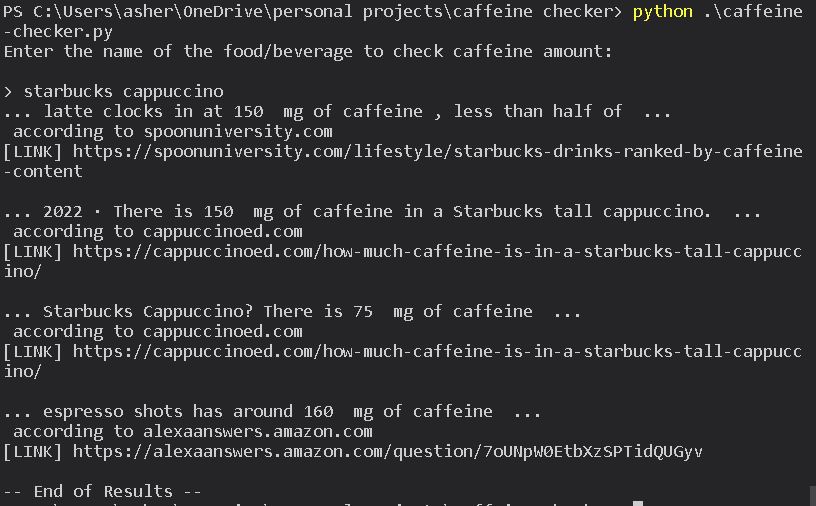 PS C:\Users\asher\OneDrive\personal projects\caffeine checker> python .\caffeine
-checker.py
Enter the name of the food/beverage to check caffeine amount:
> starbucks cappuccino
... latte clocks in at 150  mg of caffeine , less than half of  ...
 according to spoonuniversity.com
[LINK] https://spoonuniversity.com/lifestyle/starbucks-drinks-ranked-by-caffeine
-content
... 2022 · There is 150  mg of caffeine in a Starbucks tall cappuccino.  ...
 according to cappuccinoed.com
[LINK] https://cappuccinoed.com/how-much-caffeine-is-in-a-starbucks-tall-cappucc
ino/
... Starbucks Cappuccino? There is 75  mg of caffeine  ...
 according to cappuccinoed.com
[LINK] https://cappuccinoed.com/how-much-caffeine-is-in-a-starbucks-tall-cappucc
ino/
... espresso shots has around 160  mg of caffeine  ...
 according to alexaanswers.amazon.com
[LINK] https://alexaanswers.amazon.com/question/7oUNpW0EtbXzSPTidQUGyv
-- End of Results --